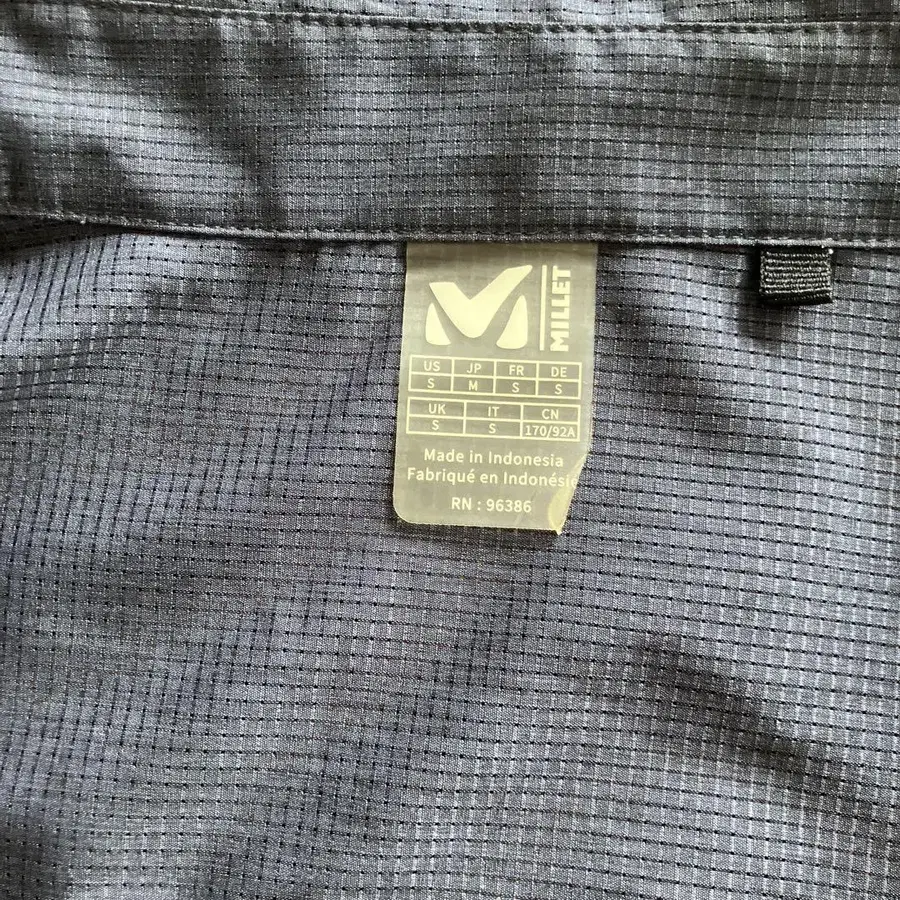 MILLET
US JP FR DE
S M S S
UK IT CN
S S 170/92A
Made in Indonesia
Fabriqué en Indonésie
RN : 96386